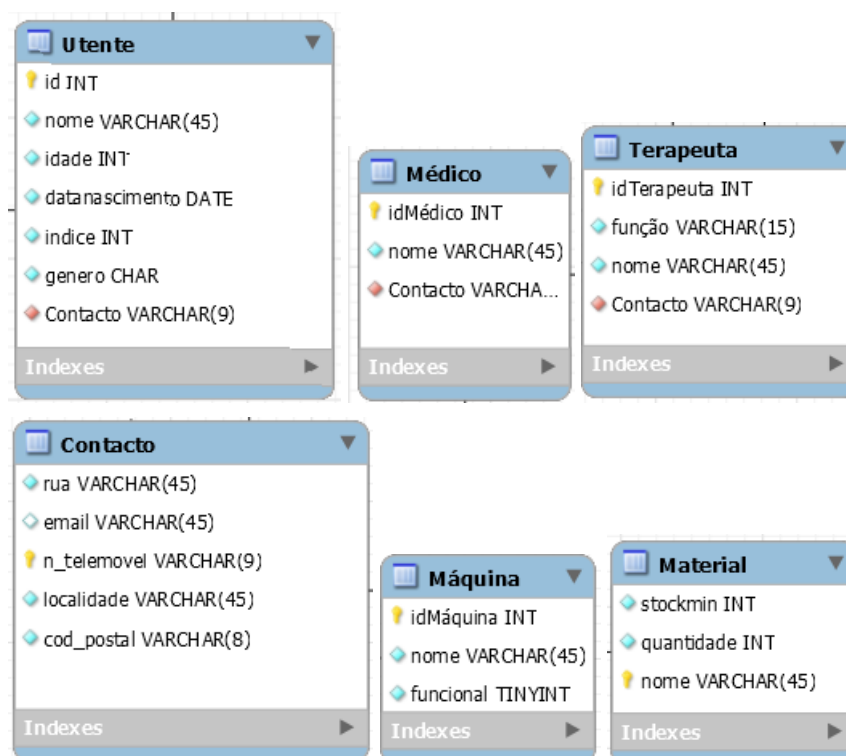 Utente
id INT
nome VARCHAR(45)
idade INT
datanascimento DATE
indice INT
genero CHAR
Contacto VARCHAR(9)
Indexes
Médico
idMédico INT
nome VARCHAR(45)
Contacto VARCHA...
Indexes
Terapeuta
idTerapeuta INT
função VARCHAR(15)
nome VARCHAR(45)
Contacto VARCHAR(9)
Indexes
Contacto
rua VARCHAR(45)
email VARCHAR(45)
n_telemovel VARCHAR(9)
localidade VARCHAR(45)
cod_postal VARCHAR(8)
Indexes
Máquina
idMáquina INT
nome VARCHAR(45)
funcional TINYINT
Indexes
Material
stockmin INT
quantidade INT
nome VARCHAR(45)
Indexes